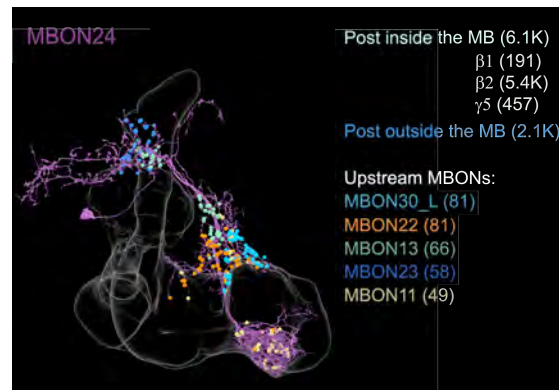 MBON24
Post inside the MB (6.1K)
β1 (191)
β2 (5.4K)
γ5 (457)
Post outside the MB (2.1K)
Upstream MBONs:
MBON30_L (81)
MBON22 (81)
MBON13 (66)
MBON23 (58)
MBON11 (49)